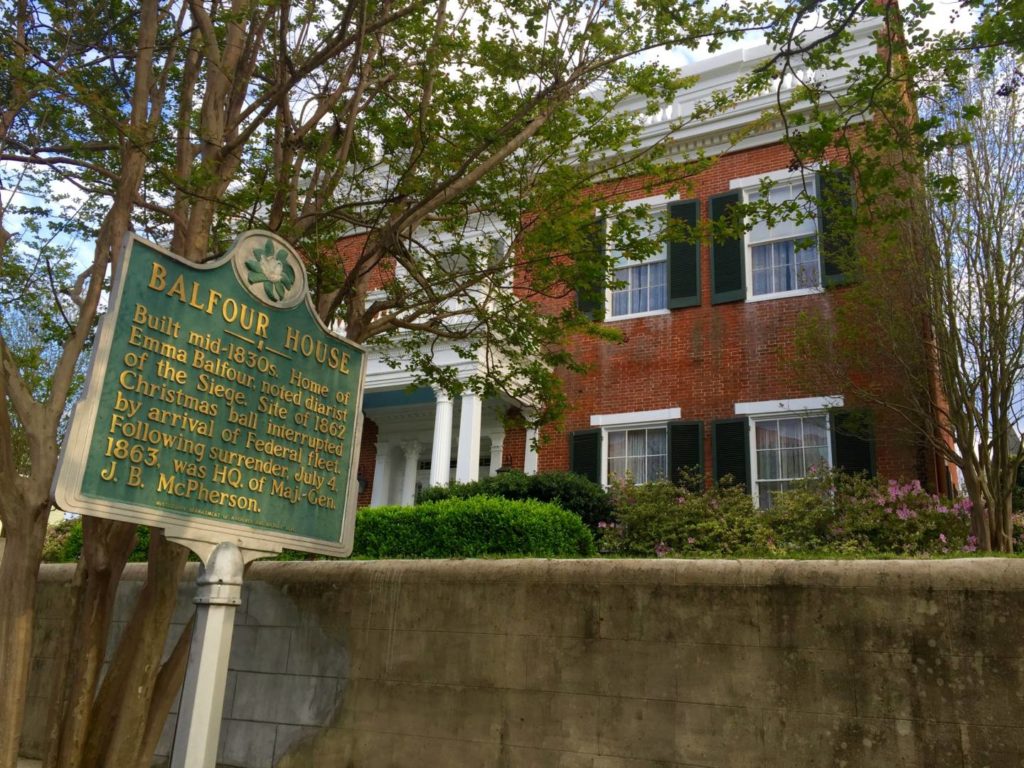 BALFOUR HOUSE
Built mid-1830s. Home of
Emma Balfour, noted diarist
of the Siege. Site of 1862
Christmas ball interrupted
by arrival of Federal fleet.
Following surrender, July 4,
1863, was HQ. of Maj.-Gen.
J. B. McPherson.